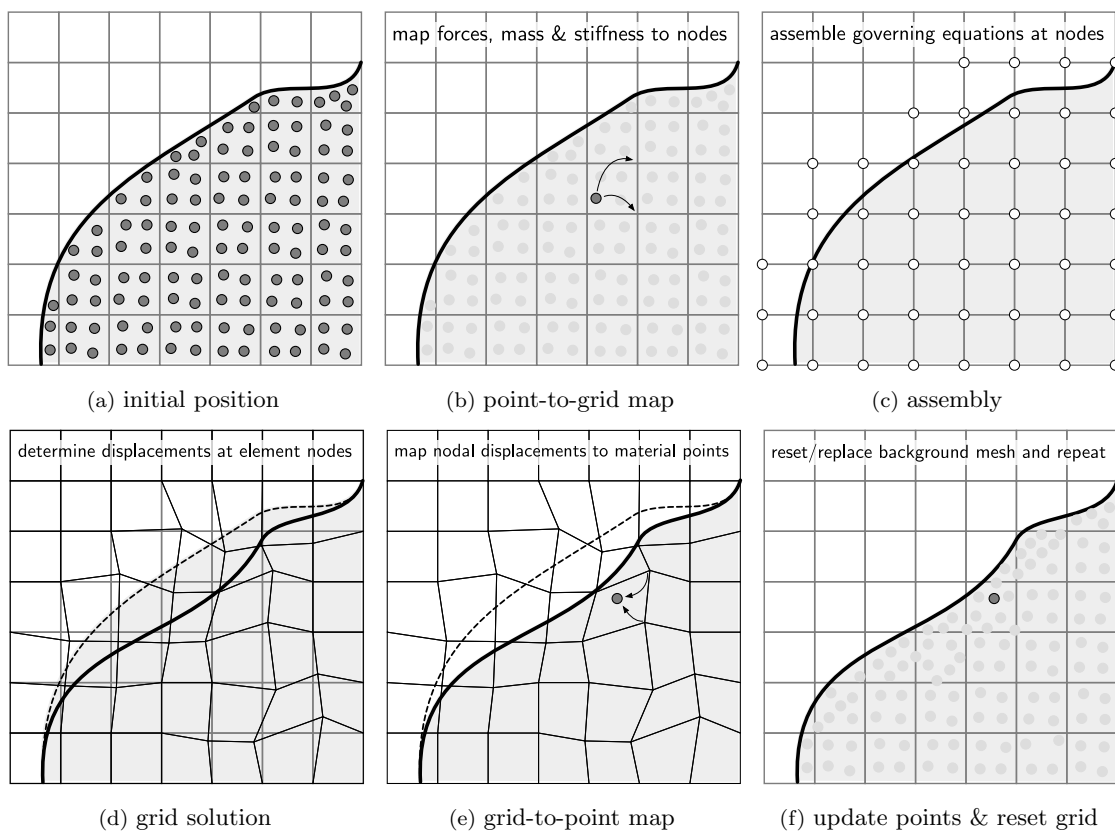 map forces, mass & stiffness to nodes
assemble governing equations at nodes
(a) initial position
(b) point-to-grid map
(c) assembly
determine displacements at element nodes
map nodal displacements to material points
reset/replace background mesh and repeat
(d) grid solution
(e) grid-to-point map
(f) update points & reset grid